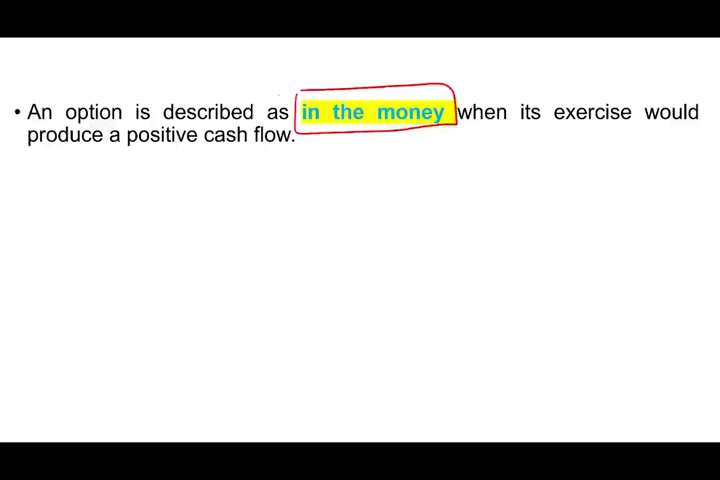 • An option is described as in the money when its exercise would
produce a positive cash flow.